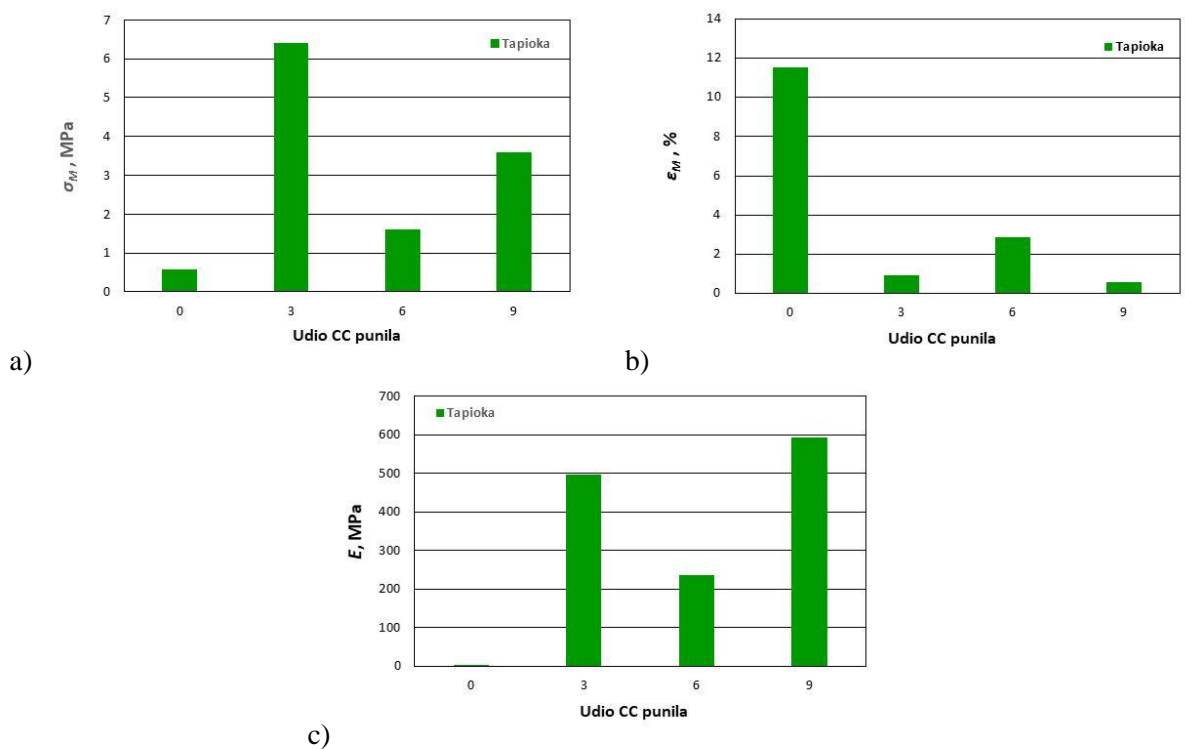 7
6
5
4
3
2
1
0
σM , MPa
Tapioka
0 3 6 9
Udio CC punila
a)
14
12
10
8
6
4
2
0
εM , %
Tapioka
0 3 6 9
Udio CC punila
b)
700
600
500
400
300
200
100
0
E, MPa
Tapioka
0 3 6 9
Udio CC punila
c)